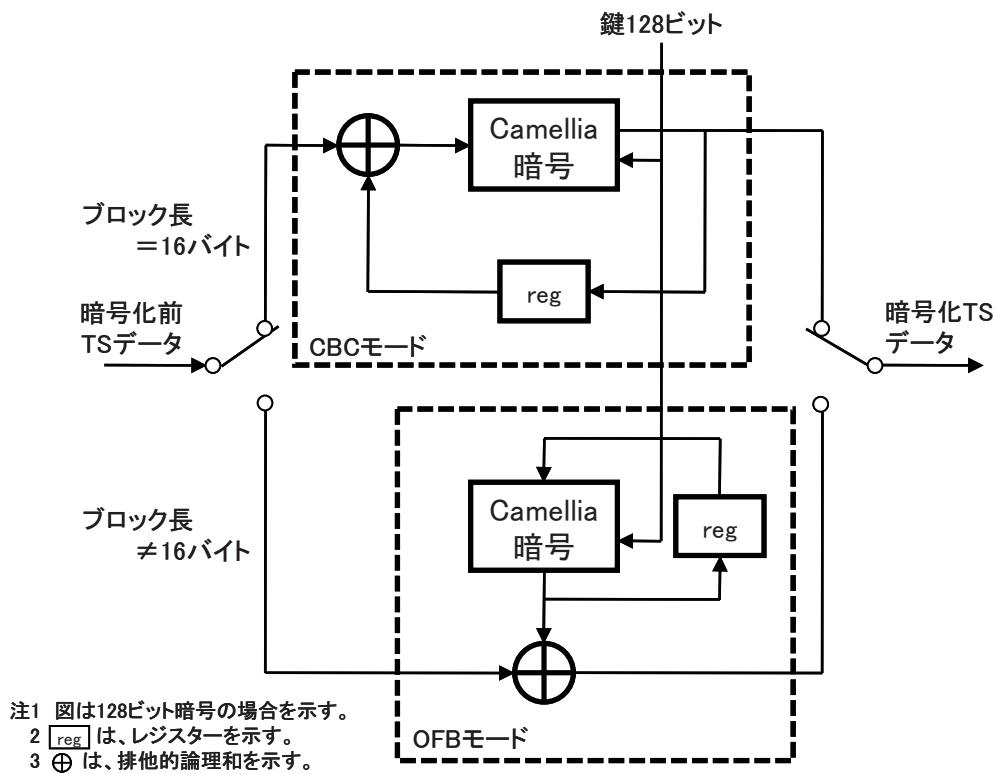 鍵128ビット
Camellia
暗号
ブロック長
＝16バイト
reg
暗号化前
TSデータ
暗号化TS
データ
CBCモード
ブロック長
≠16バイト
Camellia
暗号
reg
OFBモード
注1 図は128ビット暗号の場合を示す。
2 reg は、レジスターを示す。
3 ⊕ は、排他的論理和を示す。